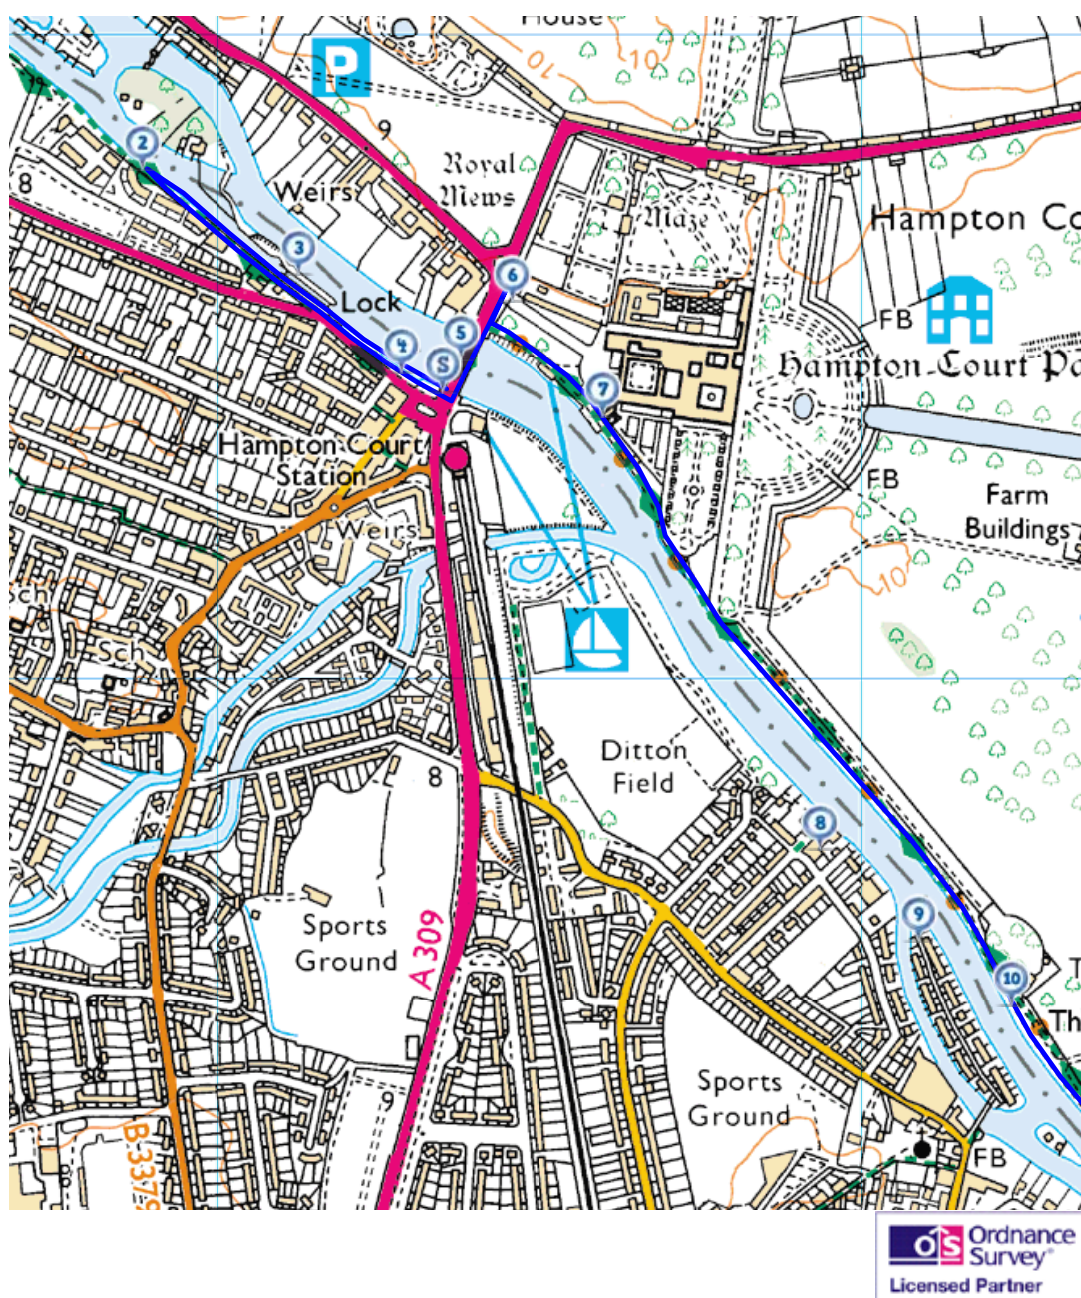 House
10
10
P
9
2
8
Royal
Mews
Weirs
Maze
Hampton Co
3
6
Lock
FB
5
4
S
Hampton Court Pa
7
Hampton Court
Station
FB
Farm
Buildings
Weirs
10
Sch
Sch
8
Ditton
Field
8
9
Sports
Ground
A 309
10
Th
Sports
Ground
9
B 3379
FB
OS Ordnance
Survey®
Licensed Partner